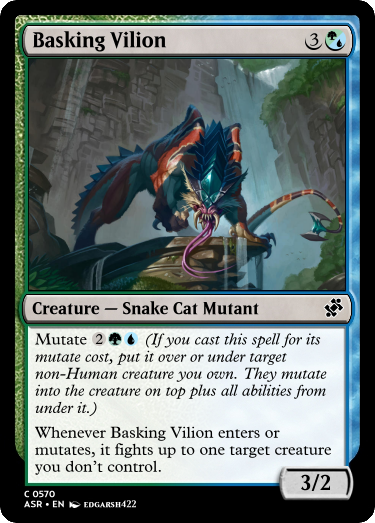 Basking Vilion 3
Creature — Snake Cat Mutant
Mutate 2 (If you cast this spell for its
mutate cost, put it over or under target
non-Human creature you own. They mutate
into the creature on top plus all abilities from
under it.)
Whenever Basking Vilion enters or
mutates, it fights up to one target creature
you don't control.
3/2
C 0570
ASR • EN EDGARSH422